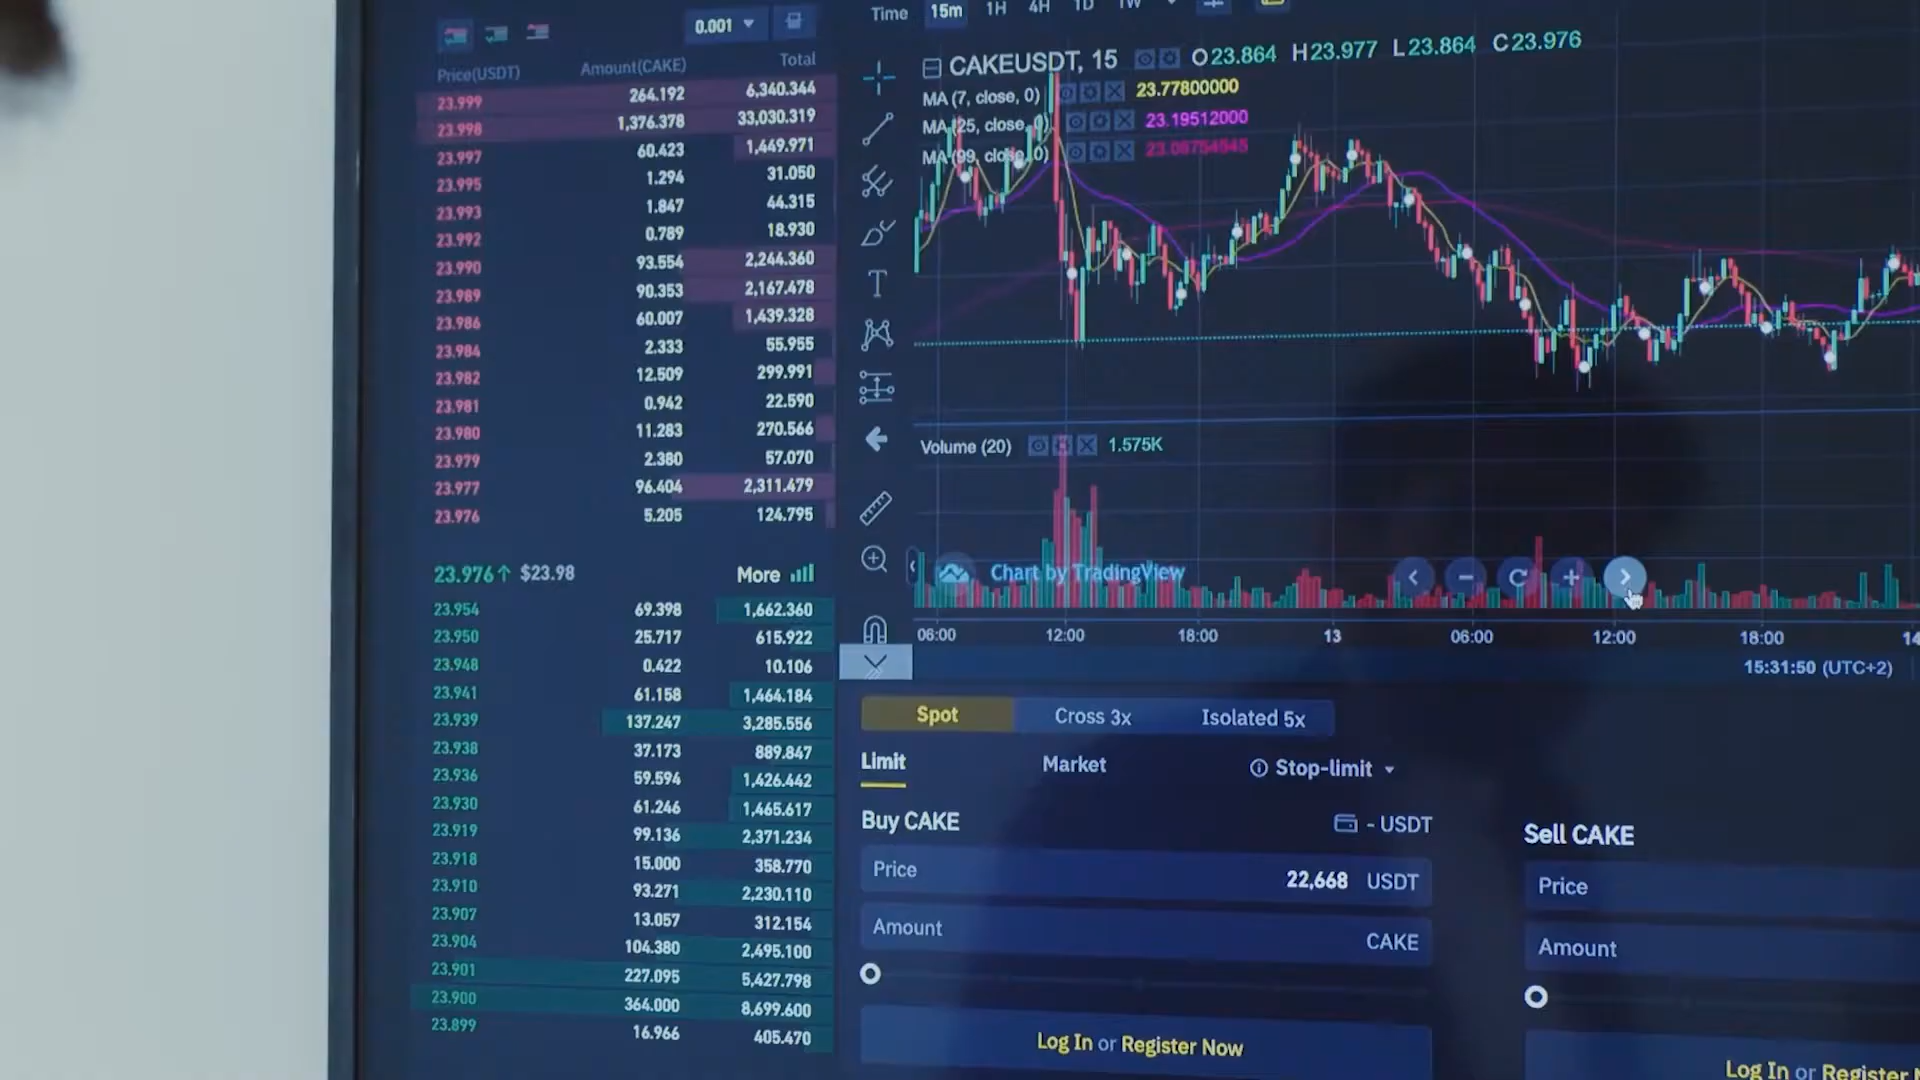 0.001
Price(USDT) Amount(CAKE) Total
23.999 264.192 6,340.344
23.998 1,376.378 33,030.319
23.997 60.423 1,449.971
23.995 1.294 31.050
23.993 1.847 44.315
23.992 0.789 18.930
23.990 93.554 2,244.360
23.989 90.353 2,167.478
23.986 60.007 1,439.328
23.984 2.333 55.955
23.982 12.509 299.991
23.981 0.942 22.590
23.980 11.283 270.566
23.979 2.380 57.070
23.977 96.404 2,311.479
23.976 5.205 124.795
23.976↑ $23.98 More
23.954 69.398 1,662.360
23.950 25.717 615.922
23.948 0.422 10.106
23.941 61.158 1,464.184
23.939 137.247 3,285.556
23.938 37.173 889.847
23.936 59.594 1,426.442
23.930 61.246 1,465.617
23.919 99.136 2,371.234
23.918 15.000 358.770
23.910 93.271 2,230.110
23.907 13.057 312.154
23.904 104.380 2,495.100
23.901 227.095 5,427.798
23.900 364.000 8,699.600
23.899 16.966 405.470
Time 15m 1H 4H 1D 1W
CAKEUSDT, 15 O23.864 H23.977 L23.864 C23.976
MA (7, close, 0) 23.77800000
MA (25, close, 0) 23.19512000
MA (99, close, 0)
Volume (20) 1.575K
Chart by TradingView
06:00 12:00 18:00 13 06:00 12:00 18:00 14
15:31:50 (UTC+2)
Spot Cross 3x Isolated 5x
Limit Market Stop-limit
Buy CAKE - USDT
Price 22,668 USDT
Amount CAKE
Log In or Register Now
Sell CAKE
Price
Amount
Log In or Register